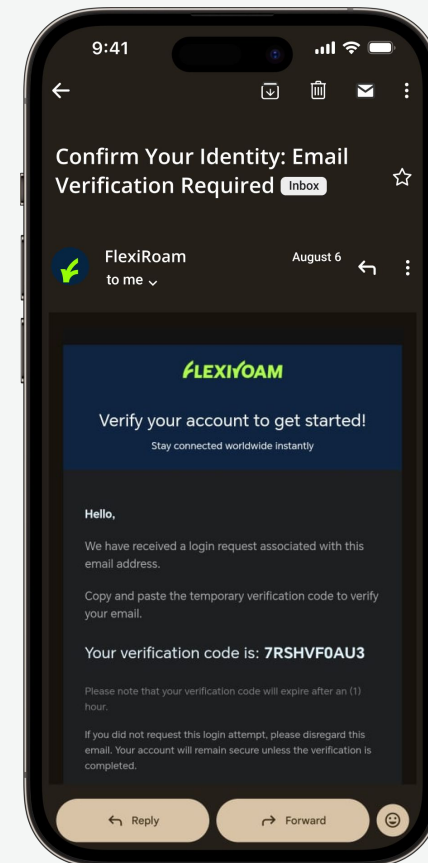 9:41
Confirm Your Identity: Email
Verification Required Inbox
FlexiRoam
August 6
to me
FLEXIROAM
Verify your account to get started!
Stay connected worldwide instantly
Hello,
We have received a login request associated with this
email address.
Copy and paste the temporary verification code to verify
your email.
Your verification code is: 7RSHVF0AU3
Please note that your verification code will expire after an (1)
hour.
If you did not request this login attempt, please disregard this
email. Your account will remain secure unless the verification is
completed.
Reply
Forward